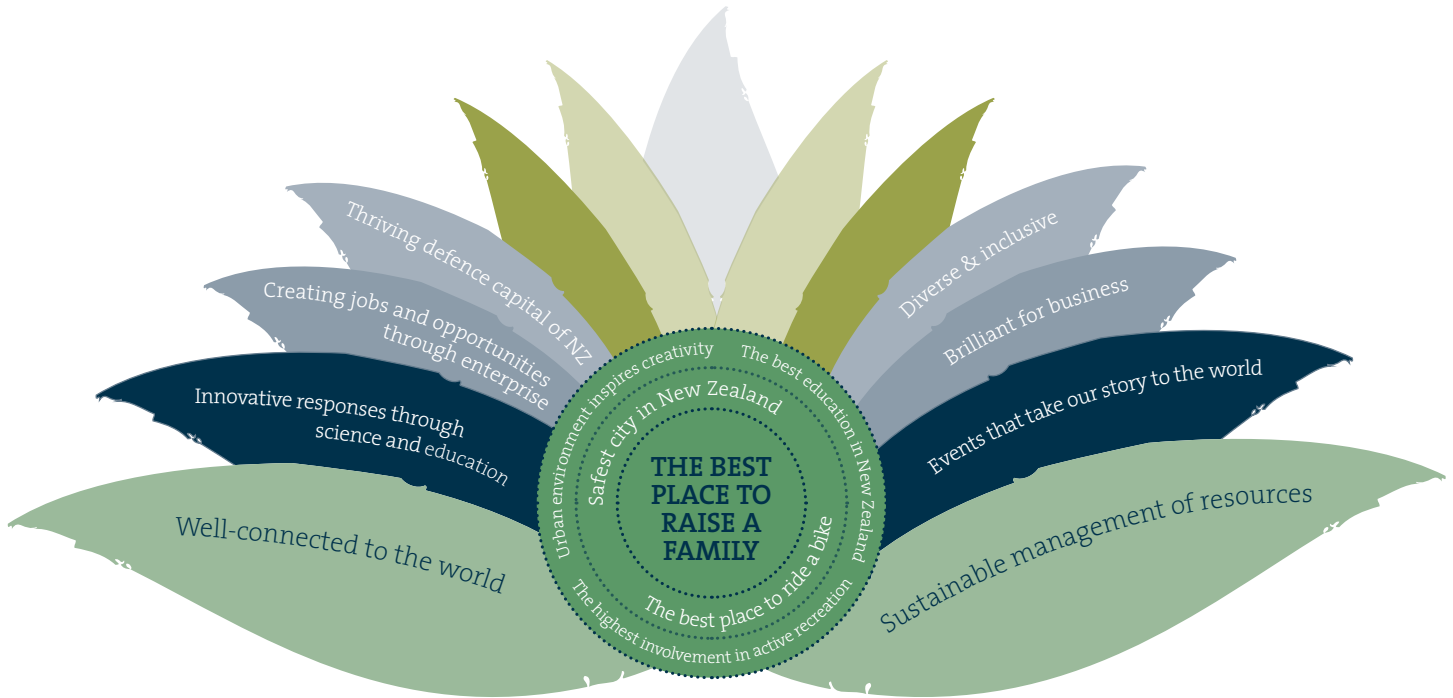 Thriving defence capital of NZ
Creating jobs and opportunities
through enterprise
Innovative responses through
science and education
Well-connected to the world
Diverse & inclusive
Brilliant for business
Events that take our story to the world
Sustainable management of resources
Urban environment inspires creativity
The best education in New Zealand
The highest involvement in active recreation
Safest city in New Zealand
The best place to ride a bike
THE BEST
PLACE TO
RAISE A
FAMILY